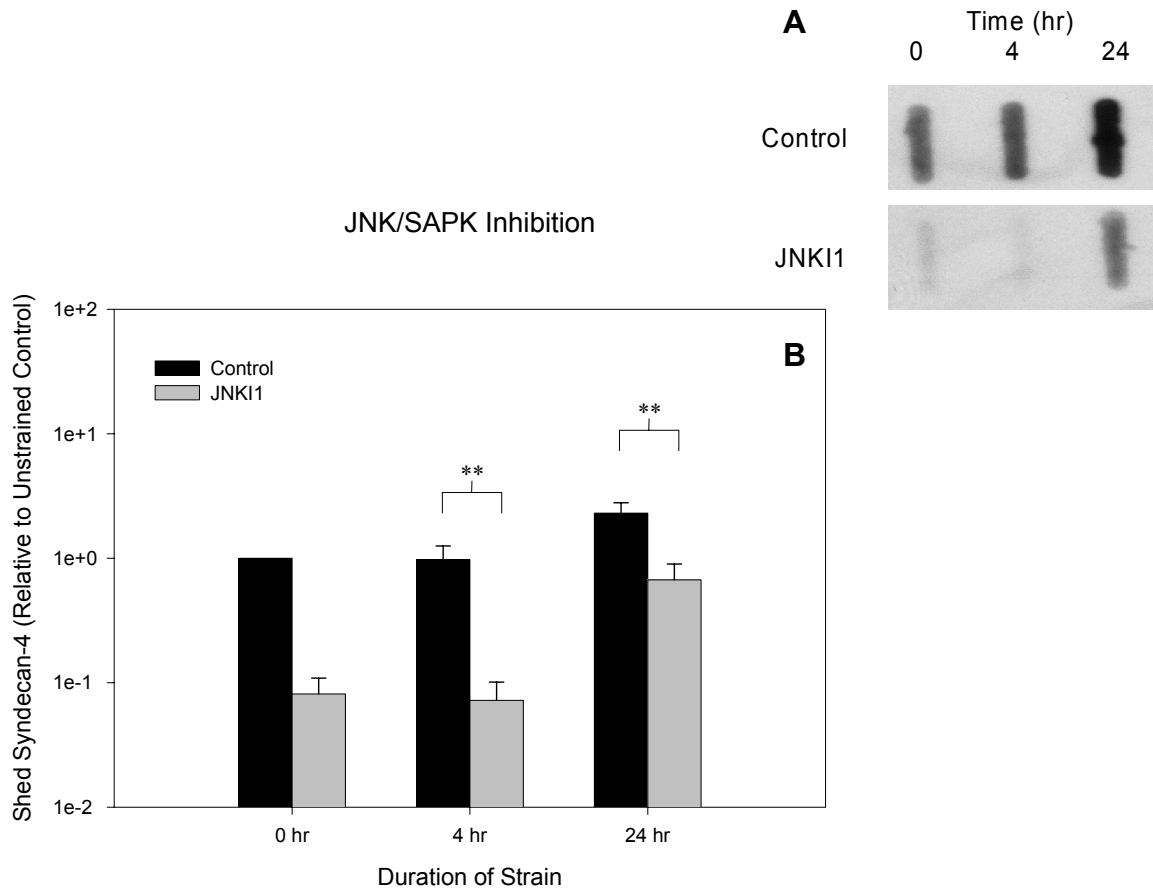 A
Time (hr)
0 4 24
Control
JNKI1
JNK/SAPK Inhibition
Shed Syndecan-4 (Relative to Unstrained Control)
1e+2
1e+1
1e+0
1e-1
1e-2
Control
JNKI1
B
**
**
0 hr 4 hr 24 hr
Duration of Strain